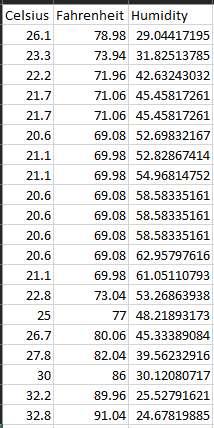 Celsius Fahrenheit Humidity
26.1 78.98 29.04417195
23.3 73.94 31.82513785
22.2 71.96 42.63243032
21.7 71.06 45.45817261
21.7 71.06 45.45817261
20.6 69.08 52.69832167
21.1 69.98 52.82867414
21.1 69.98 54.96814752
20.6 69.08 58.58335161
20.6 69.08 58.58335161
20.6 69.08 58.58335161
20.6 69.08 62.95797616
21.1 69.98 61.05110793
22.8 73.04 53.26863938
25 77 48.21893173
26.7 80.06 45.33389084
27.8 82.04 39.56232916
30 86 30.12080717
32.2 89.96 25.52791621
32.8 91.04 24.67819885